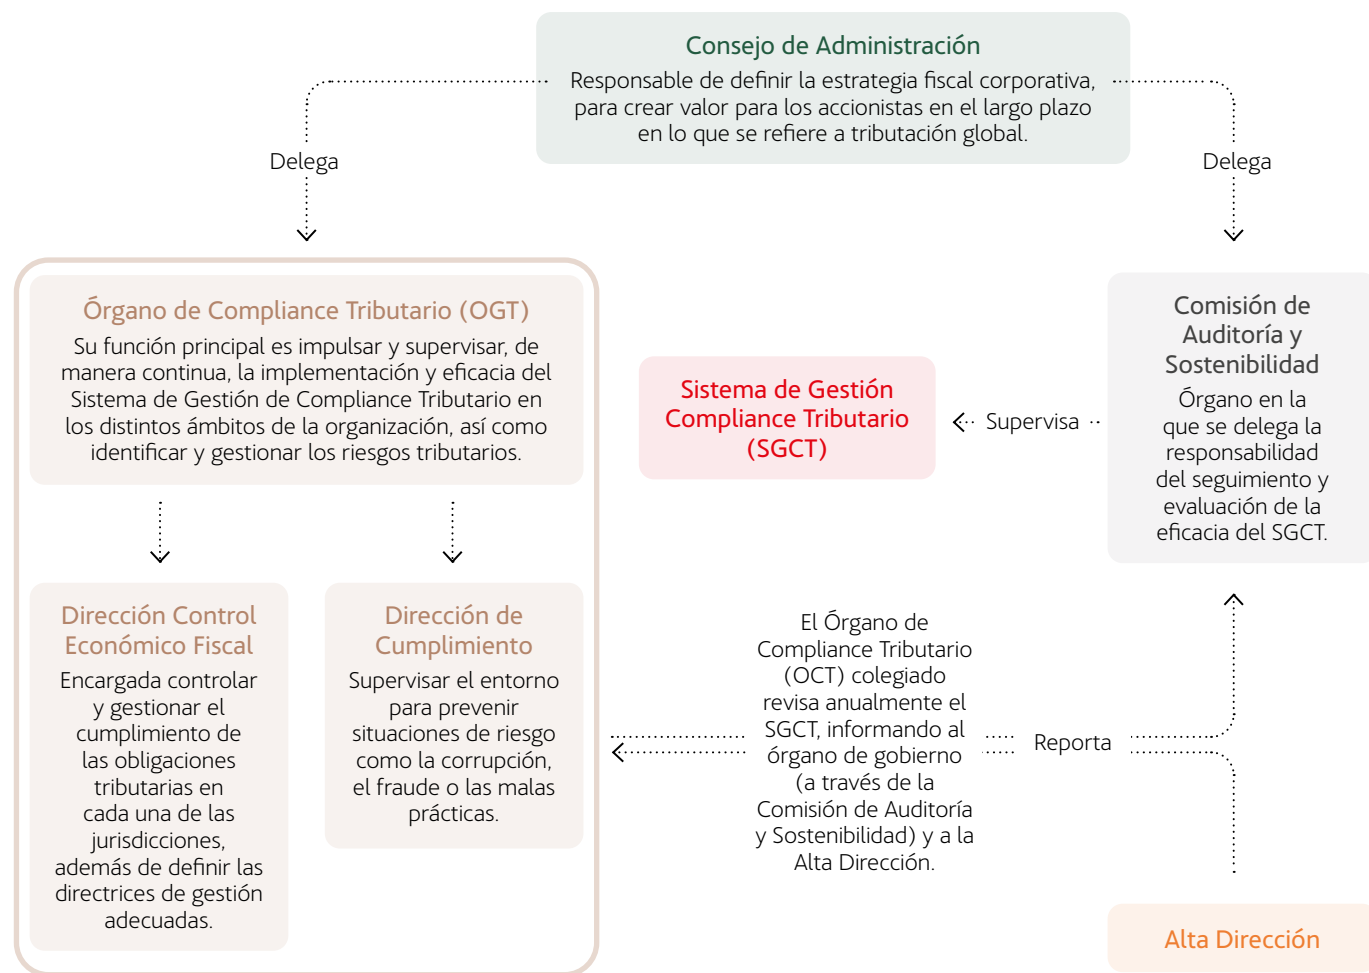 Consejo de Administración
Responsable de definir la estrategia fiscal corporativa,
para crear valor para los accionistas en el largo plazo
en lo que se refiere a tributación global.
Delega
Delega
Órgano de Compliance Tributario (OGT)
Su función principal es impulsar y supervisar, de
manera continua, la implementación y eficacia del
Sistema de Gestión de Compliance Tributario en
los distintos ámbitos de la organización, así como
identificar y gestionar los riesgos tributarios.
Sistema de Gestión
Compliance Tributario
(SGCT)
Supervisa
Comisión de
Auditoría y
Sostenibilidad
Órgano en la
que se delega la
responsabilidad
del seguimiento y
evaluación de la
eficacia del SGCT.
Dirección Control
Económico Fiscal
Encargada controlar
y gestionar el
cumplimiento de
las obligaciones
tributarias en
cada una de las
jurisdicciones,
además de definir las
directrices de gestión
adecuadas.
Dirección de
Cumplimiento
Supervisar el entorno
para prevenir
situaciones de riesgo
como la corrupción,
el fraude o las malas
prácticas.
El Órgano de
Compliance Tributario
(OCT) colegiado
revisa anualmente el
SGCT, informando al
órgano de gobierno
(a través de la
Comisión de Auditoría
y Sostenibilidad) y a la
Alta Dirección.
Reporta
Alta Dirección